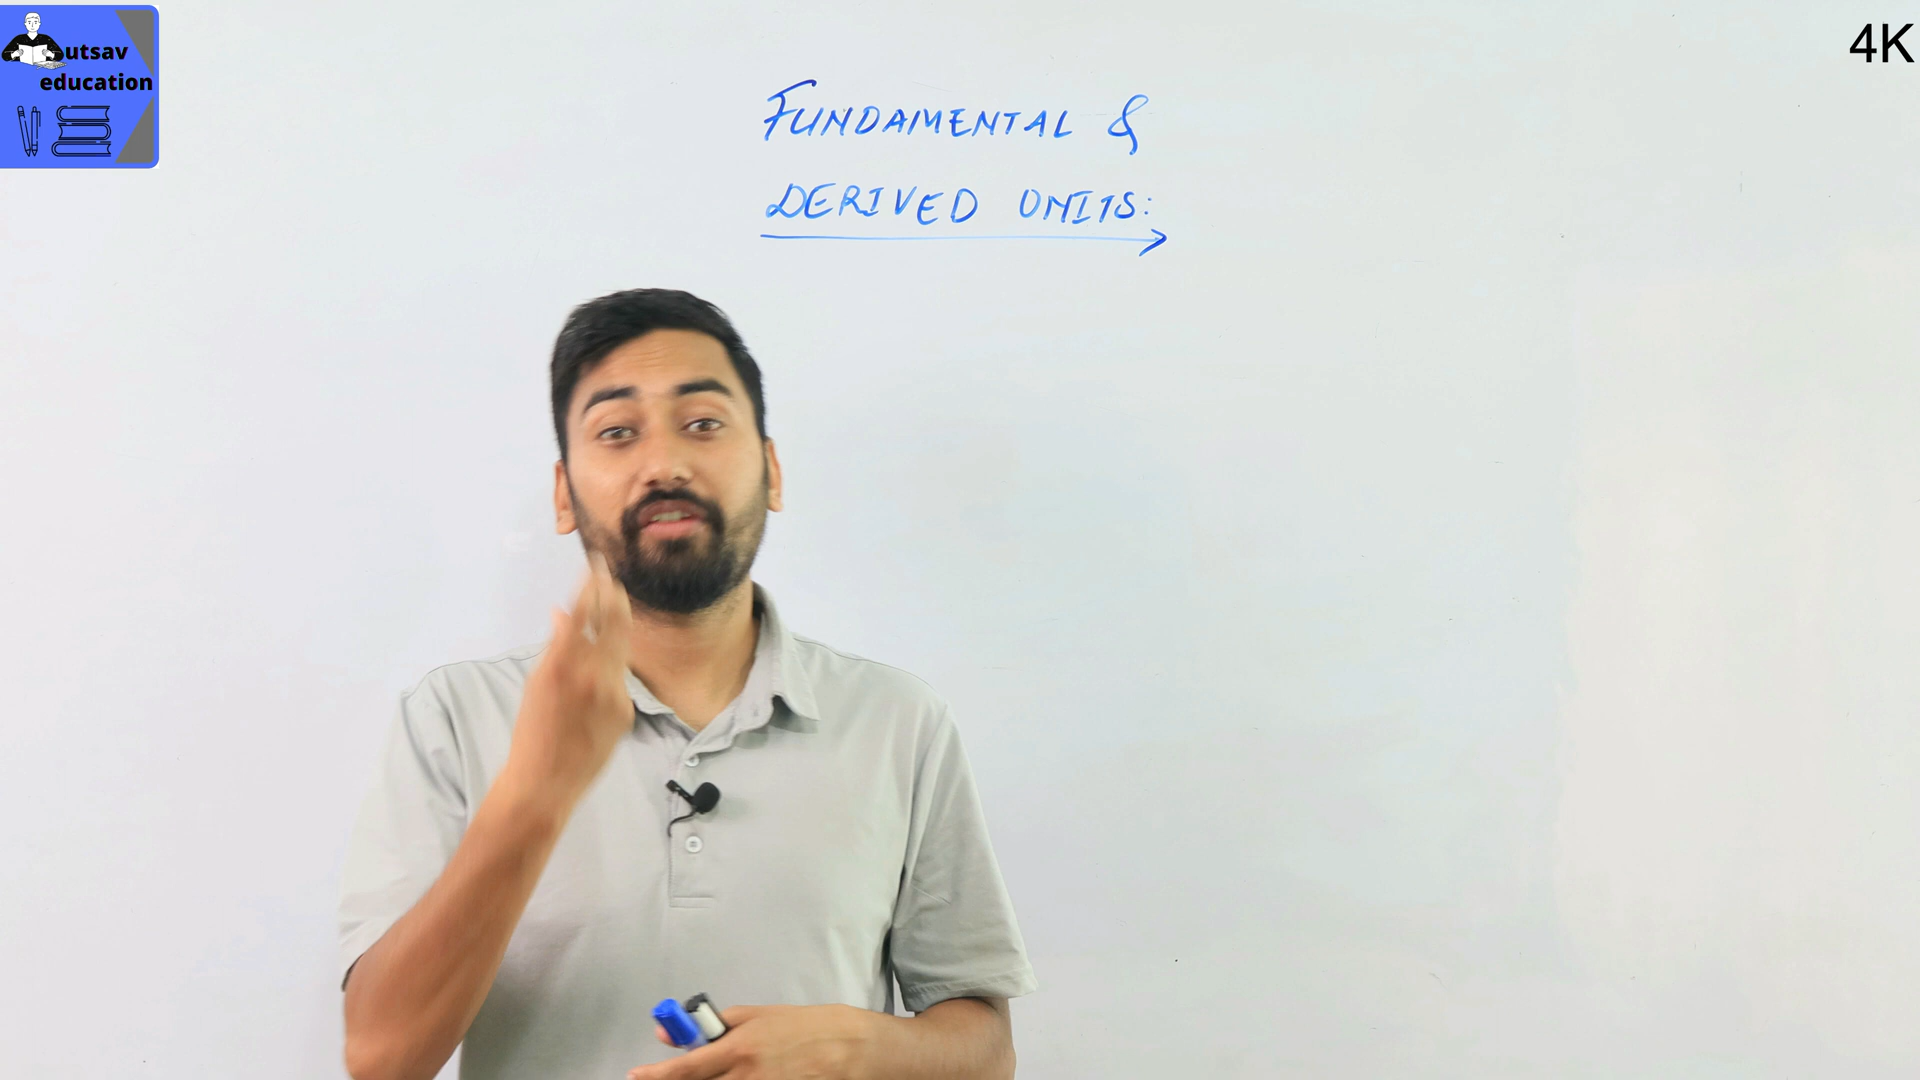 utsav
education
4K
FUNDAMENTAL &
DERIVED UNITS: